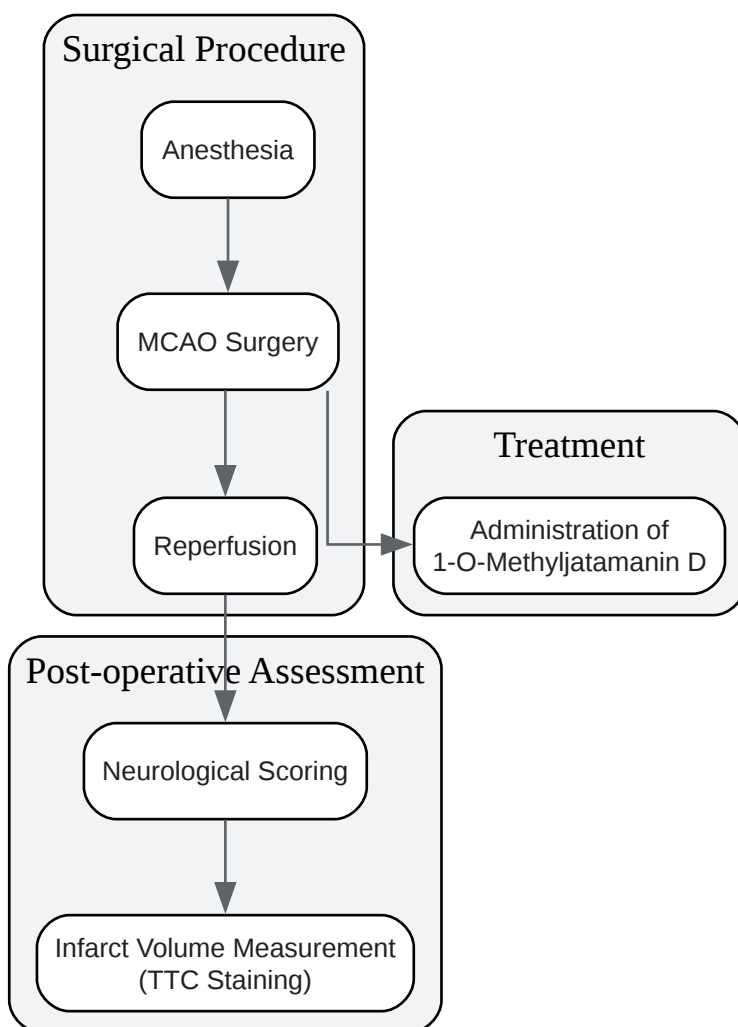 Surgical Procedure
Anesthesia
MCAO Surgery
Reperfusion
Treatment
Administration of
1-O-Methyljatamanin D
Post-operative Assessment
Neurological Scoring
Infarct Volume Measurement
(TTC Staining)